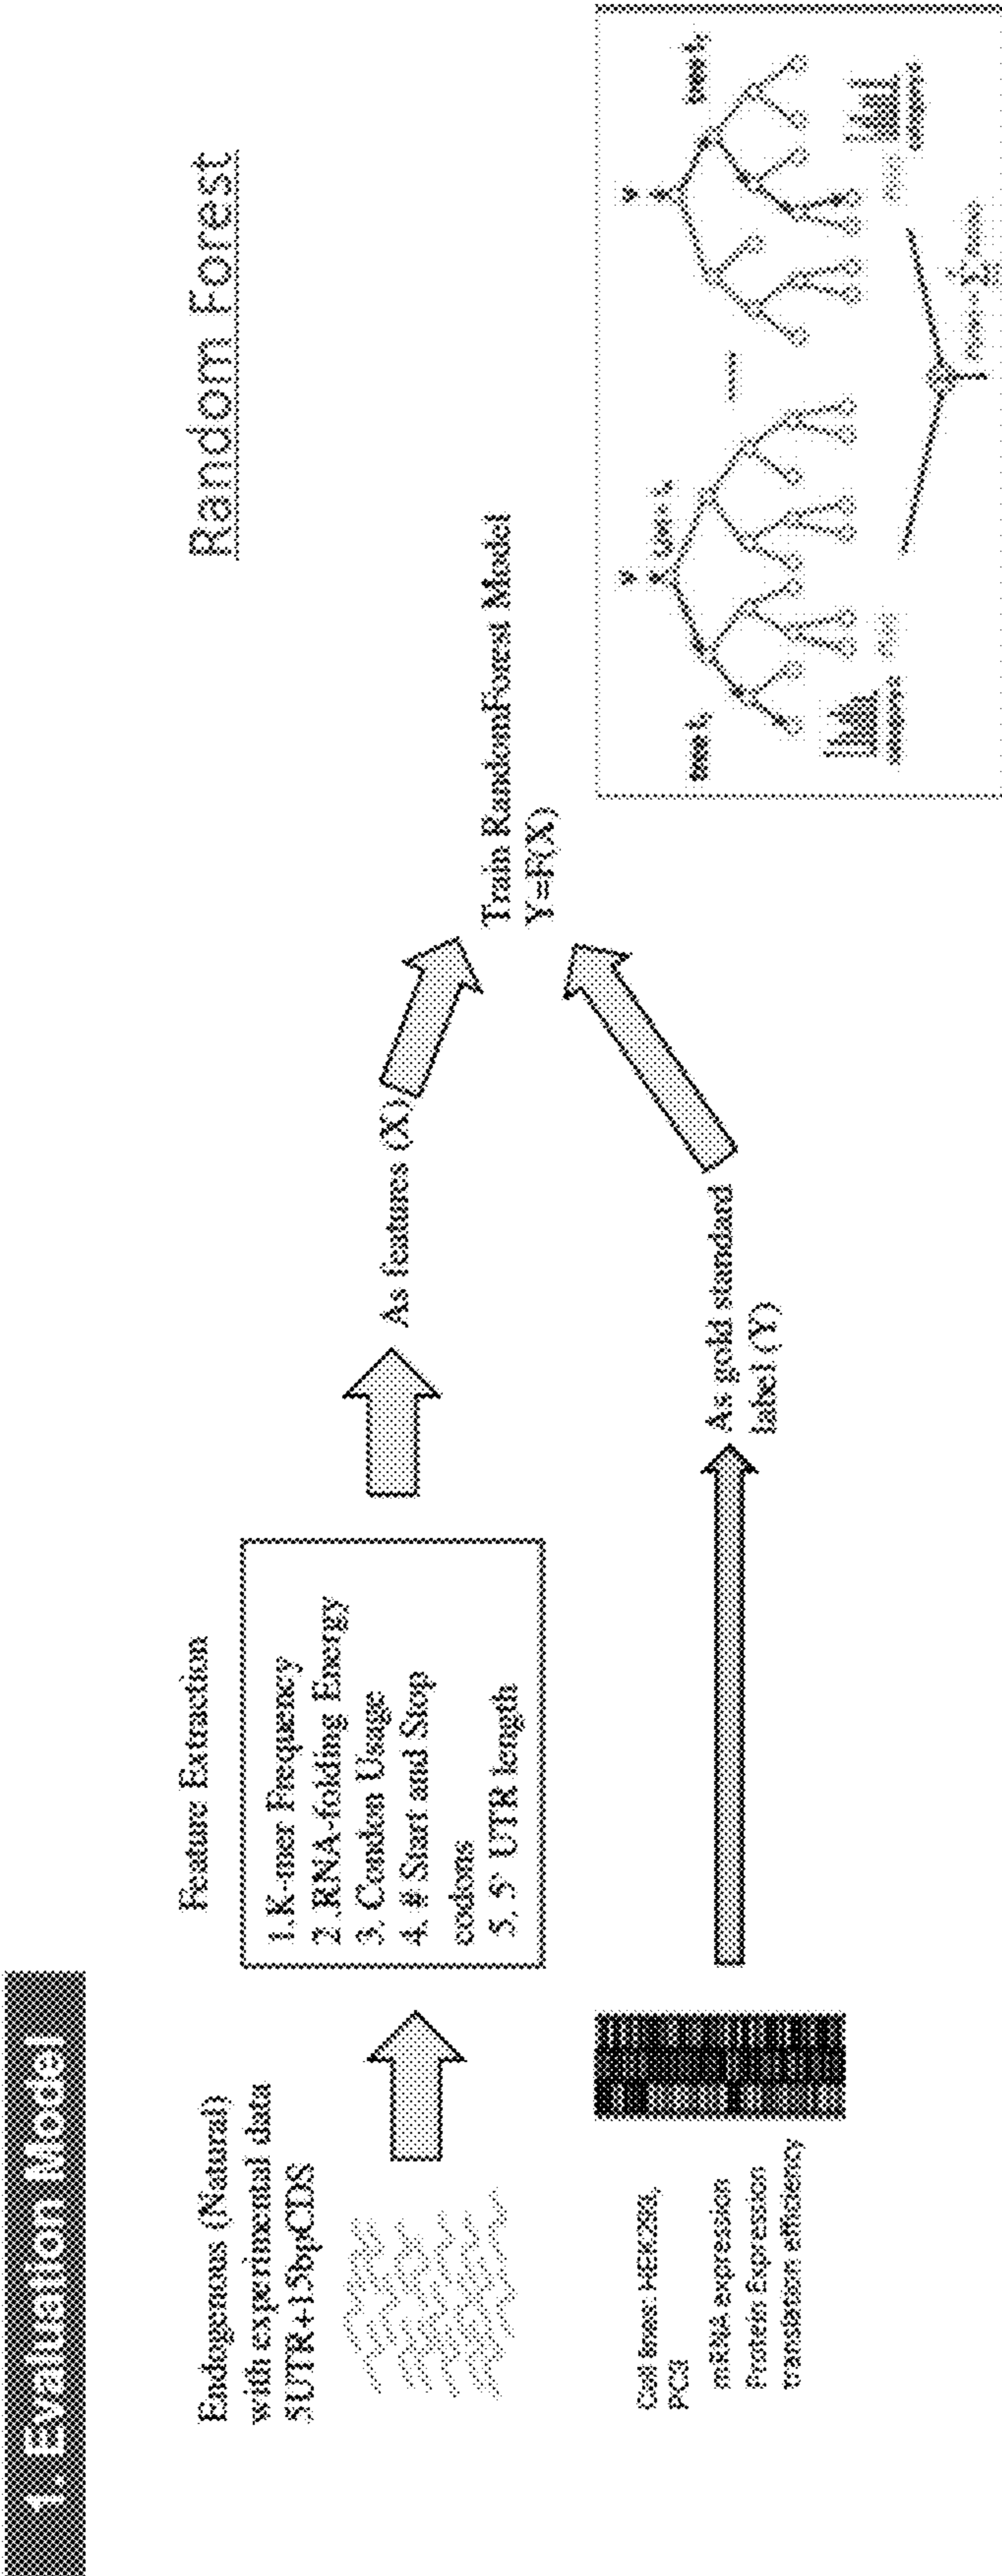 1. Evaluation Model
Endogenous (Natural)
with experimental data
5UTR+15bpCDS
Feature Extraction
1.K-mer Frequency
2 .RNA-folding Energy
3. Condon Usage
4. # Start and Stop
codons
5. 5' UTR length
As features (X)
Cell lines: HEK293,
PC3
mRNA expression
Protein Expression
translation efficiency
As gold standard
label (Y)
Train RandomForest Model
Y=F(X)
Random Forest